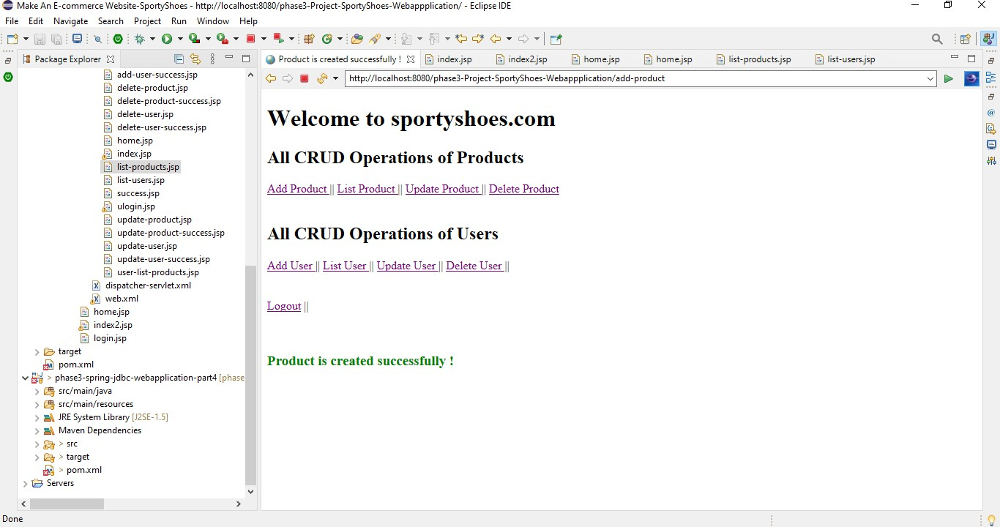 Make An E-commerce Website-SportyShoes - http://localhost:8080/phase3-Project-SportyShoes-Webappplication/ - Eclipse IDE
File Edit Navigate Search Project Run Window Help
Package Explorer
add-user-success.jsp
delete-product.jsp
delete-product-success.jsp
delete-user.jsp
delete-user-success.jsp
home.jsp
index.jsp
list-products.jsp
list-users.jsp
success.jsp
ulogin.jsp
update-product.jsp
update-product-success.jsp
update-user.jsp
update-user-success.jsp
user-list-products.jsp
dispatcher-servlet.xml
web.xml
home.jsp
index2.jsp
login.jsp
target
pom.xml
> phase3-spring-jdbc-webapplication-part4 [phase
src/main/java
src/main/resources
JRE System Library [J2SE-1.5]
Maven Dependencies
> src
> target
> pom.xml
Servers
Product is created successfully ! index.jsp index2.jsp home.jsp home.jsp list-products.jsp list-users.jsp
http://localhost:8080/phase3-Project-SportyShoes-Webappplication/add-product
Welcome to sportyshoes.com
All CRUD Operations of Products
Add Product || List Product || Update Product || Delete Product
All CRUD Operations of Users
Add User || List User || Update User || Delete User ||
Logout ||
Product is created successfully !
Done